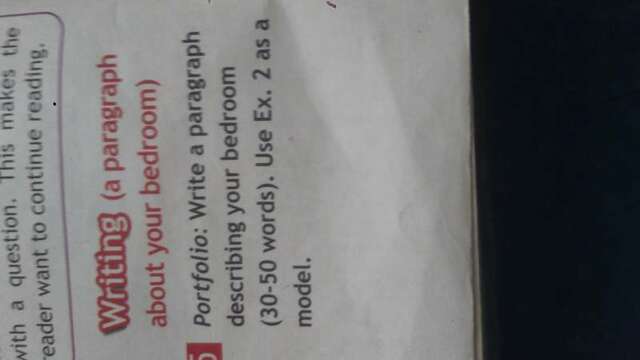 with a question. This makes the
reader want to continue reading.
Writing (a paragraph
about your bedroom)
5 Portfolio: Write a paragraph
describing your bedroom
(30-50 words). Use Ex. 2 as a
model.